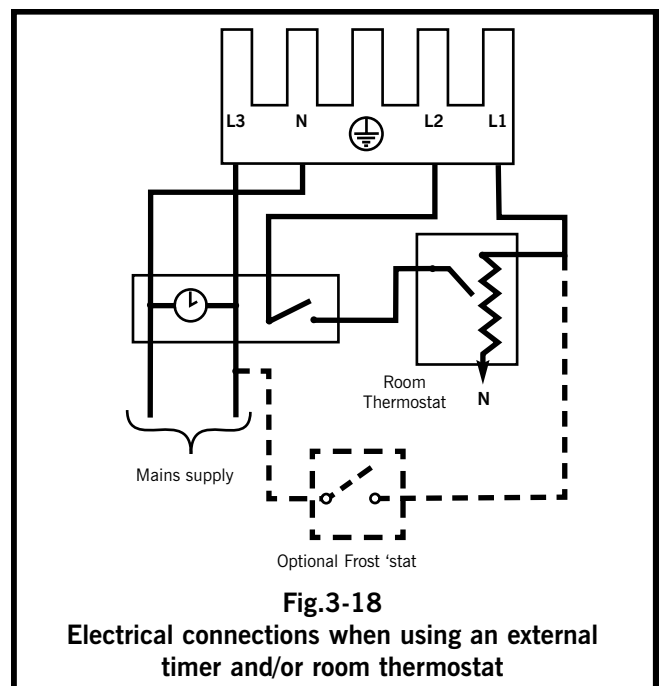 L3 N L2 L1
Room
Thermostat
N
Mains supply
Optional Frost ‘stat
Fig.3-18
Electrical connections when using an external
timer and/or room thermostat